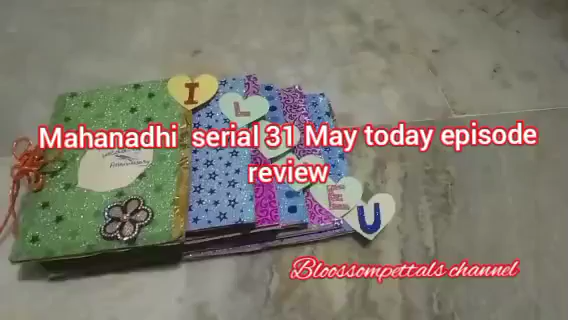 I
L
Mahanadhi serial 31 May today episode
review
E
U
Bloossompettals channel